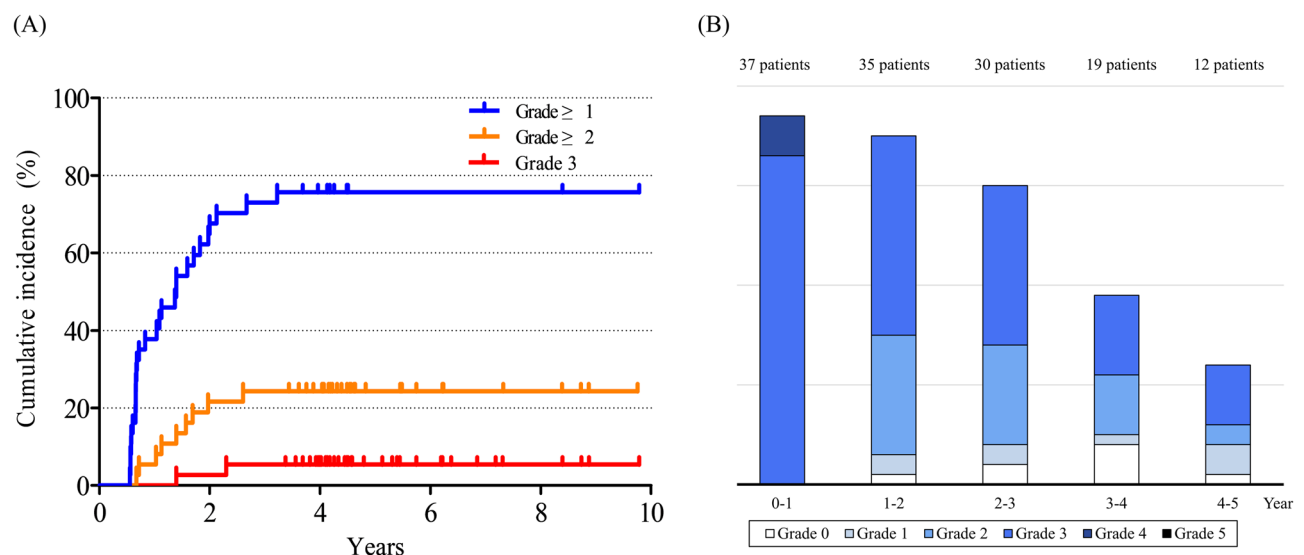 (A)
Cumulative incidence (%)
100
80
60
40
20
0
0 2 4 6 8 10
Years
Grade ≥ 1
Grade ≥ 2
Grade 3
(B)
37 patients 35 patients 30 patients 19 patients 12 patients
0-1 1-2 2-3 3-4 4-5 Year
Grade 0 Grade 1 Grade 2 Grade 3 Grade 4 Grade 5